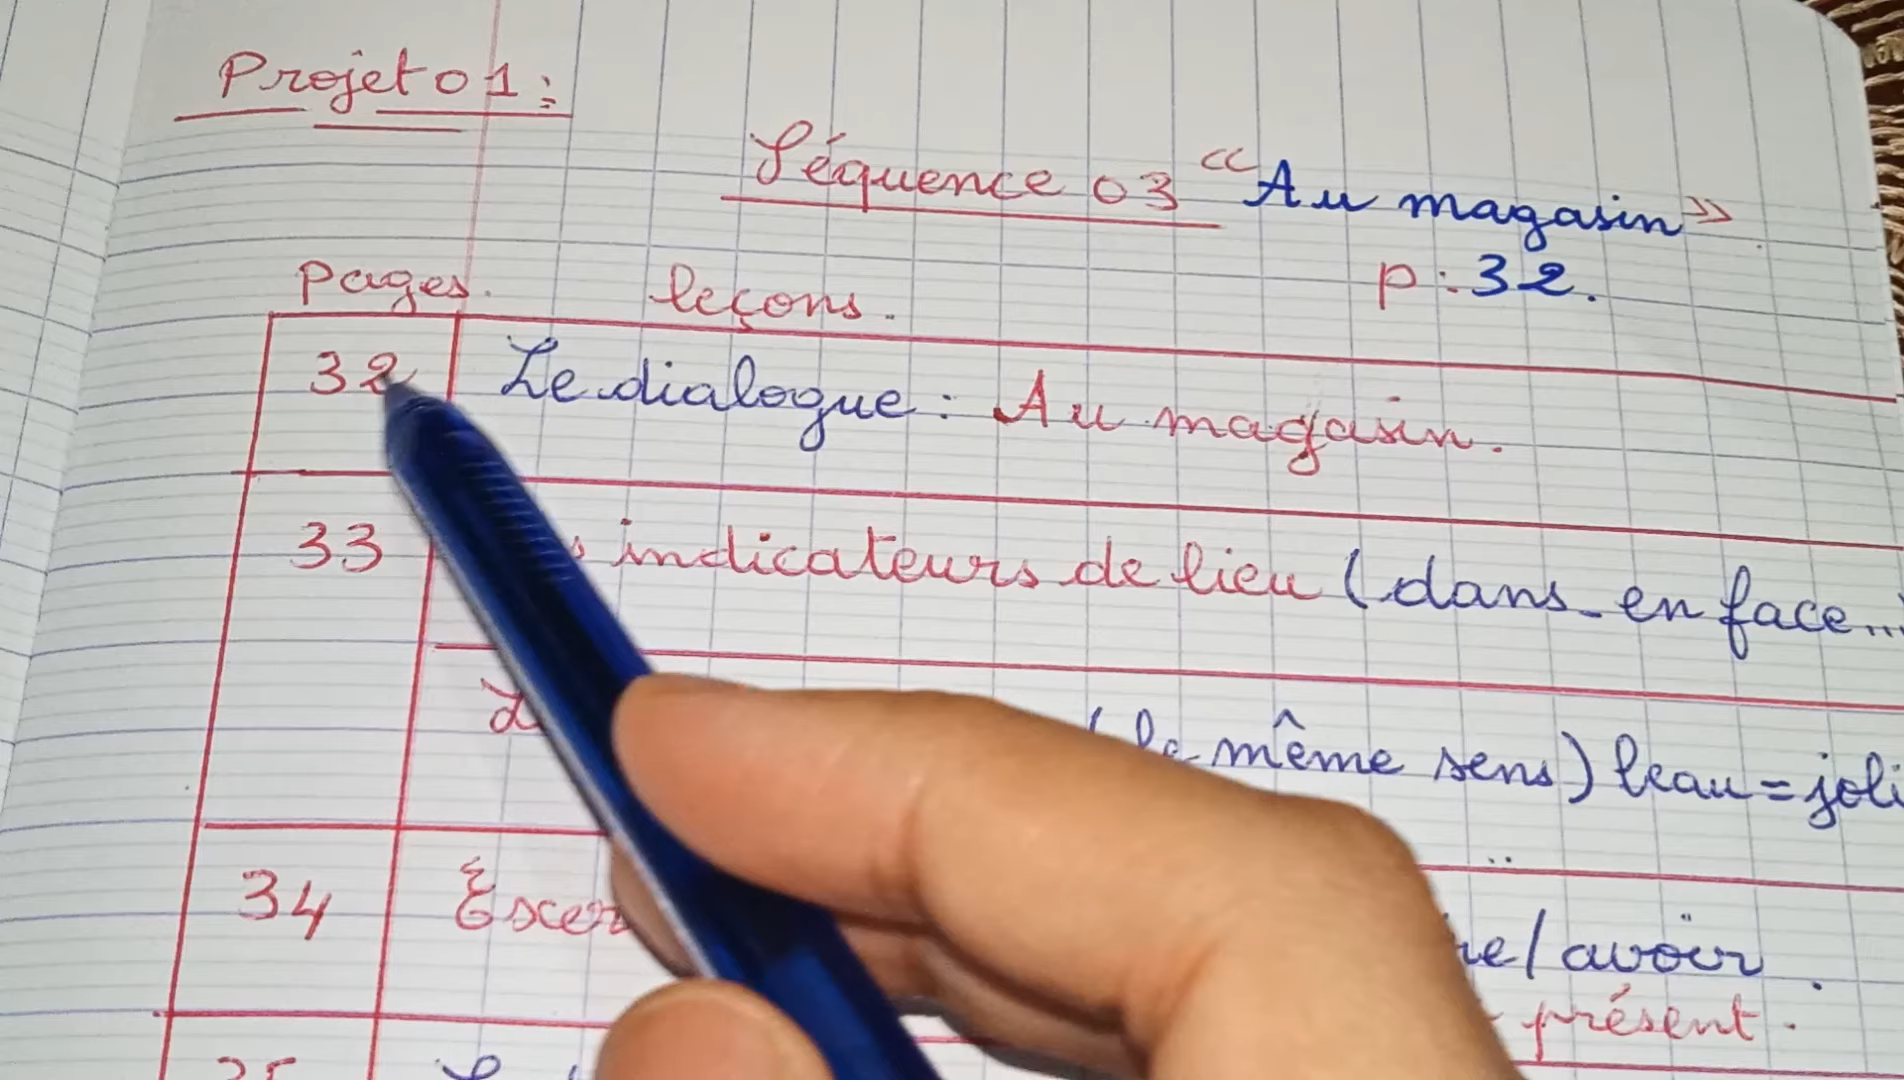 Projet 01:
Séquence 03 "Au magasin"
p: 32.
Pages. leçons.
32 Le dialogue: Au magasin.
33 indicateurs de lieu (dans - en face...
(le même sens) beau = joli
34 /avoir.
présent.